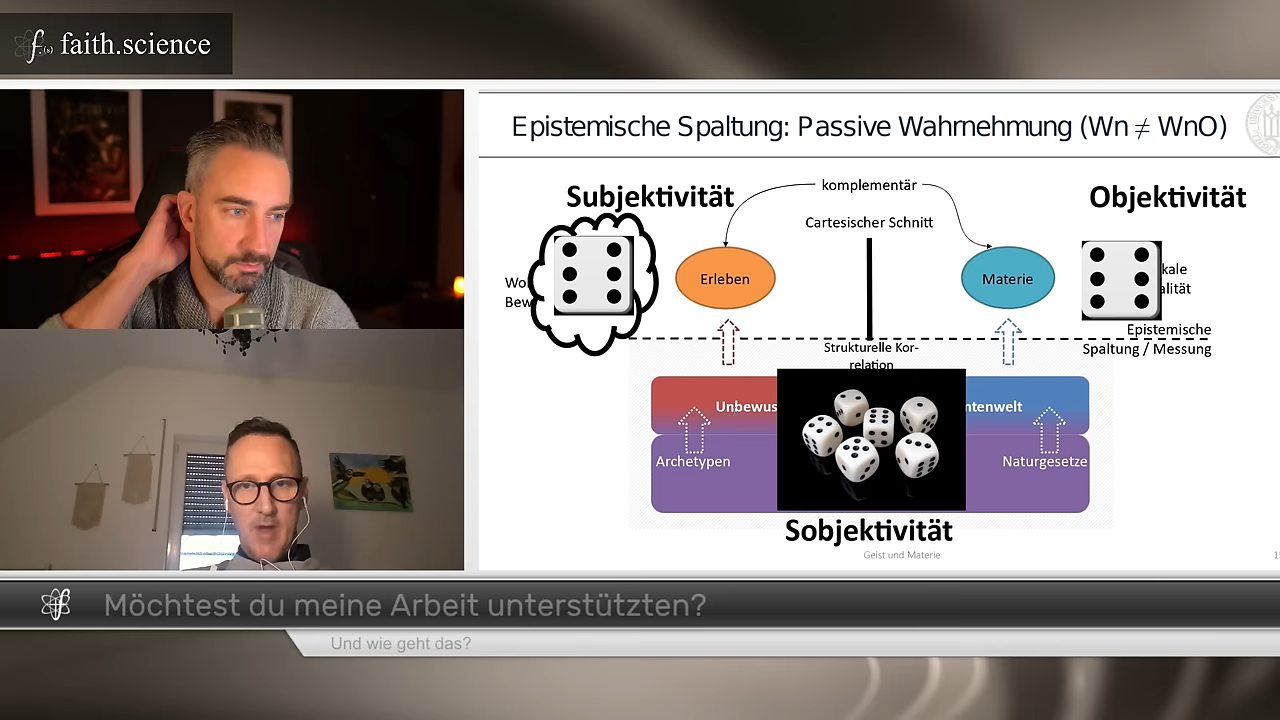 faith.science
Epistemische Spaltung: Passive Wahrnehmung (Wn ≠ WnO)
Subjektivität
komplementär
Objektivität
Cartesischer Schnitt
Erleben
Materie
Epistemische
Spaltung / Messung
Strukturelle Kor-
relation
Archetypen
Naturgesetze
Sobjektivität
Geist und Materie
Möchtest du meine Arbeit unterstützten?
Und wie geht das?